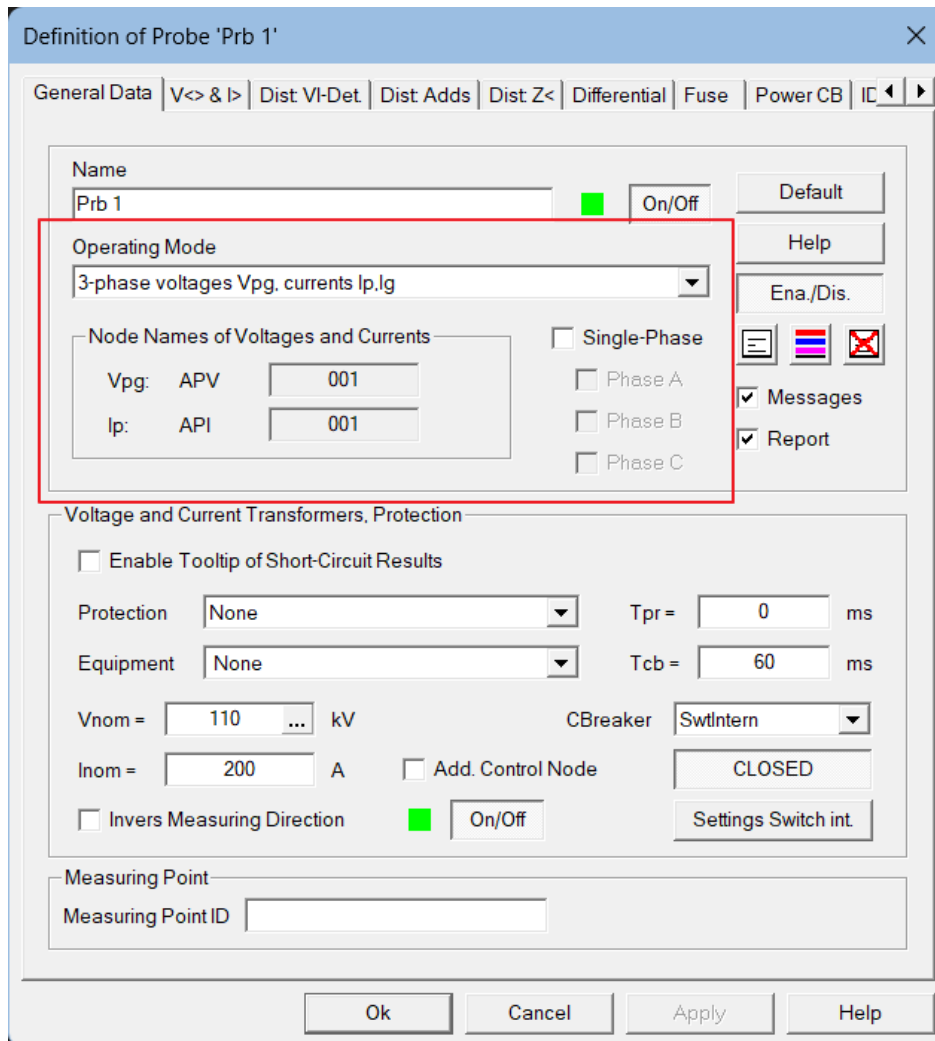 Definition of Probe 'Prb 1'
General Data V<> & I> Dist. VI-Det. Dist. Adds Dist. Z< Differential Fuse Power CB
Name
Prb 1 On/Off Default
Operating Mode Help
3-phase voltages Vpg, currents Ip,Ig Ena./Dis.
Node Names of Voltages and Currents Single-Phase
Vpg: APV 001 Phase A
Messages
Ip: API 001 Phase B
Report
Phase C
Voltage and Current Transformers, Protection
Enable Tooltip of Short-Circuit Results
Protection None Tpr = 0 ms
Equipment None Tcb = 60 ms
Vnom = 110 ... kV CBreaker SwtIntern
Inom = 200 A Add. Control Node CLOSED
Invers Measuring Direction On/Off Settings Switch int.
Measuring Point
Measuring Point ID
Ok Cancel Apply Help